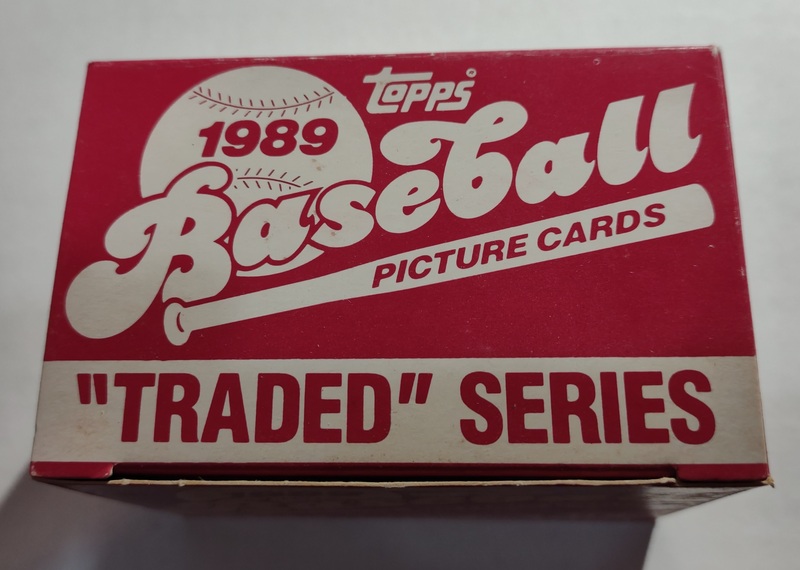 topps
1989
Baseball
PICTURE CARDS
"TRADED" SERIES